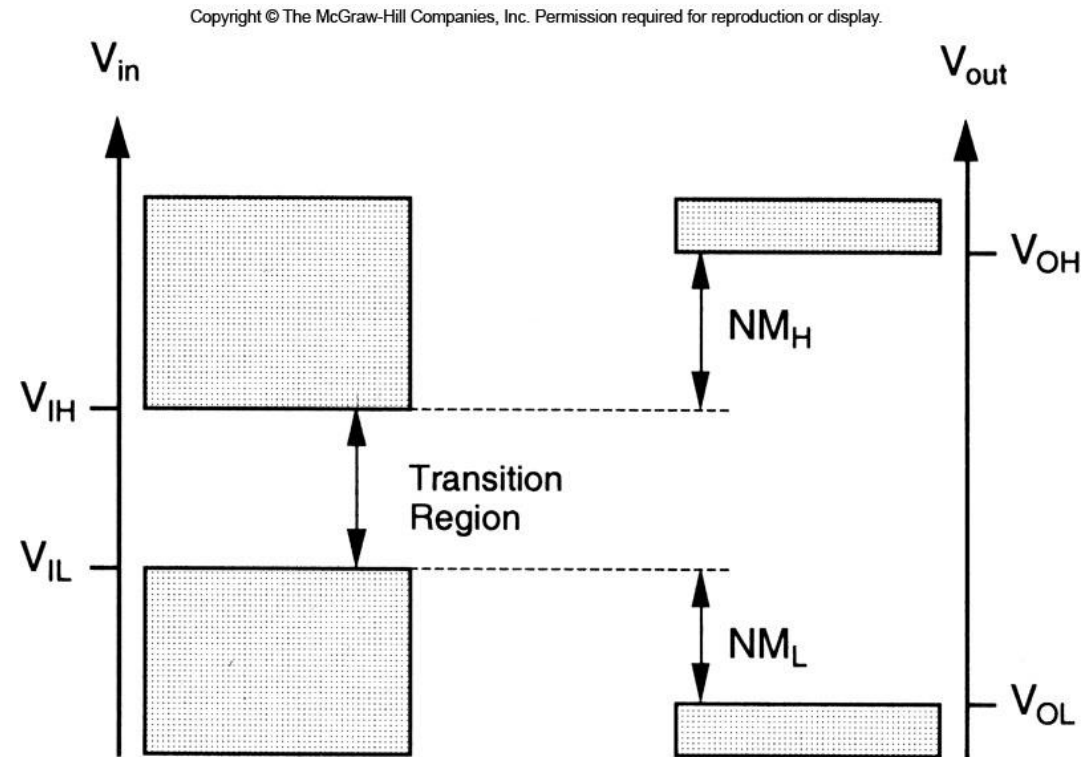 Copyright © The McGraw-Hill Companies, Inc. Permission required for reproduction or display.
Vin
Vout
VOH
NMH
VIH
Transition
Region
VIL
NML
VOL